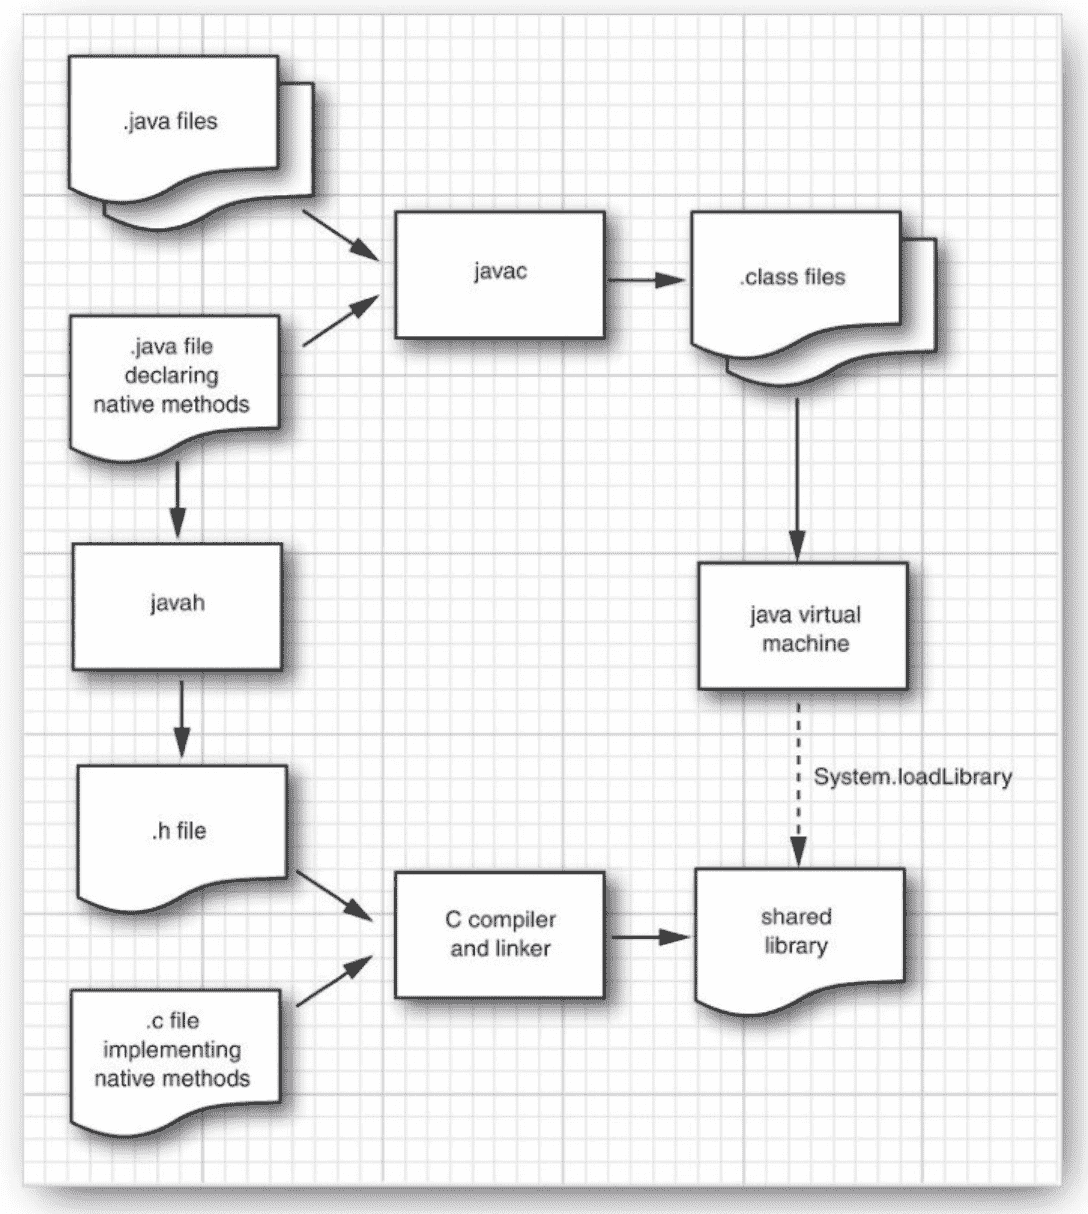 .java files
javac
.class files
.java file
declaring
native methods
javah
java virtual
machine
System.loadLibrary
.h file
C compiler
and linker
shared
library
.c file
implementing
native methods